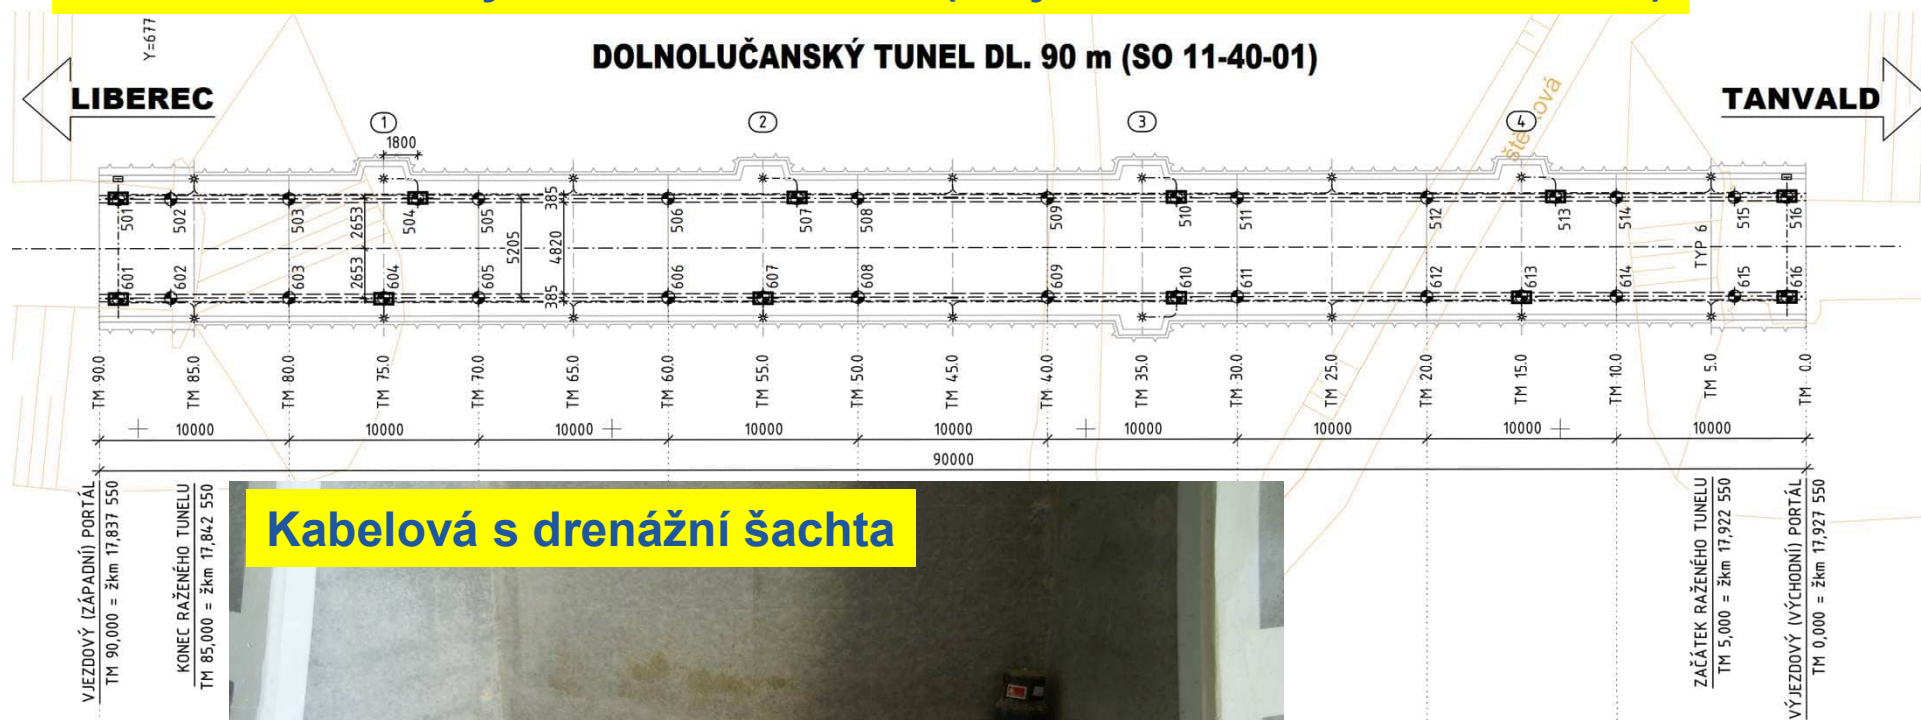 DOLNOLUČANSKÝ TUNEL DL. 90 m (SO 11-40-01)
Y=677
LIBEREC
TANVALD
1 2 3 4
1800
štěrková
501 502 503 2653 504 505 5205 385 4820 506 507 508 509 510 511 512 513 514 TYP 6 515 516
601 602 603 2653 604 605 385 606 607 608 609 610 611 612 613 614 615 616
TM 90.0 TM 85.0 TM 80.0 TM 75.0 TM 70.0 TM 65.0 TM 60.0 TM 55.0 TM 50.0 TM 45.0 TM 40.0 TM 35.0 TM 30.0 TM 25.0 TM 20.0 TM 15.0 TM 10.0 TM 5.0 TM 0.0
10000 10000 10000 10000 10000 10000 10000 10000 10000
90000
VJEZDOVÝ (ZÁPADNÍ) PORTÁL
TM 90,000 = žkm 17,837 550
KONEC RAŽENÉHO TUNELU
TM 85,000 = žkm 17,842 550
Kabelová s drenážní šachta
ZAČÁTEK RAŽENÉHO TUNELU
TM 5,000 = žkm 17,922 550
VÝJEZDOVÝ (VÝCHODNÍ) PORTÁL
TM 0,000 = žkm 17,927 550